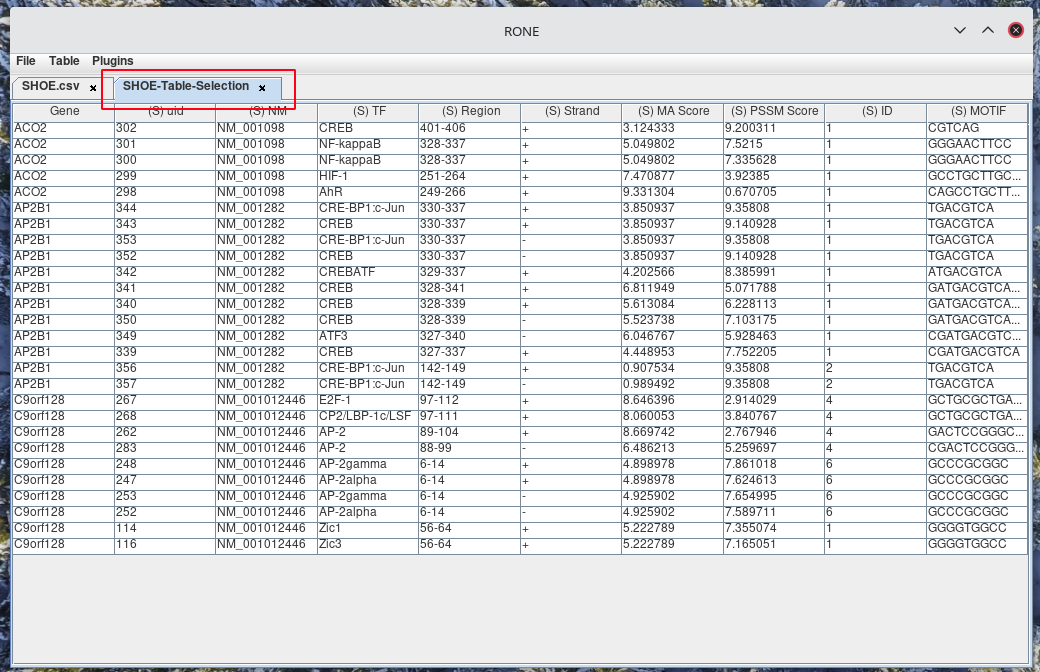 RONE
File Table Plugins
SHOE.csv SHOE-Table-Selection
Gene (S) uid (S) NM (S) TF (S) Region (S) Strand (S) MA Score (S) PSSM Score (S) ID (S) MOTIF
ACO2 302 NM_001098 CREB 401-406 + 3.124333 9.200311 1 CGTCAG
ACO2 301 NM_001098 NF-kappaB 328-337 + 5.049802 7.5215 1 GGGAACTTCC
ACO2 300 NM_001098 NF-kappaB 328-337 + 5.049802 7.335628 1 GGGAACTTCC
ACO2 299 NM_001098 HIF-1 251-264 + 7.470877 3.92385 1 GCCTGCTTGC...
ACO2 298 NM_001098 AhR 249-266 + 9.331304 0.670705 1 CAGCCTGCTT...
AP2B1 344 NM_001282 CRE-BP1:c-Jun 330-337 + 3.850937 9.35808 1 TGACGTCA
AP2B1 343 NM_001282 CREB 330-337 + 3.850937 9.140928 1 TGACGTCA
AP2B1 353 NM_001282 CRE-BP1:c-Jun 330-337 - 3.850937 9.35808 1 TGACGTCA
AP2B1 352 NM_001282 CREB 330-337 - 3.850937 9.140928 1 TGACGTCA
AP2B1 342 NM_001282 CREBATF 329-337 + 4.202566 8.385991 1 ATGACGTCA
AP2B1 341 NM_001282 CREB 328-341 + 6.811949 5.071788 1 GATGACGTCA...
AP2B1 340 NM_001282 CREB 328-339 + 5.613084 6.228113 1 GATGACGTCA...
AP2B1 350 NM_001282 CREB 328-339 - 5.523738 7.103175 1 GATGACGTCA...
AP2B1 349 NM_001282 ATF3 327-340 - 6.046767 5.928463 1 CGATGACGTC...
AP2B1 339 NM_001282 CREB 327-337 + 4.448953 7.752205 1 CGATGACGTCA
AP2B1 356 NM_001282 CRE-BP1:c-Jun 142-149 + 0.907534 9.35808 2 TGACGTCA
AP2B1 357 NM_001282 CRE-BP1:c-Jun 142-149 - 0.989492 9.35808 2 TGACGTCA
C9orf128 267 NM_001012446 E2F-1 97-112 + 8.646396 2.914029 4 GCTGCGCTGA...
C9orf128 268 NM_001012446 CP2/LBP-1c/LSF 97-111 + 8.060053 3.840767 4 GCTGCGCTGA...
C9orf128 262 NM_001012446 AP-2 89-104 + 8.669742 2.767946 4 GACTCCGGGC...
C9orf128 283 NM_001012446 AP-2 88-99 - 6.486213 5.259697 4 CGACTCCGGG...
C9orf128 248 NM_001012446 AP-2gamma 6-14 + 4.898978 7.861018 6 GCCCGCGGC
C9orf128 247 NM_001012446 AP-2alpha 6-14 + 4.898978 7.624613 6 GCCCGCGGC
C9orf128 253 NM_001012446 AP-2gamma 6-14 - 4.925902 7.654995 6 GCCCGCGGC
C9orf128 252 NM_001012446 AP-2alpha 6-14 - 4.925902 7.589711 6 GCCCGCGGC
C9orf128 114 NM_001012446 Zic1 56-64 + 5.222789 7.355074 1 GGGGTGGCC
C9orf128 116 NM_001012446 Zic3 56-64 + 5.222789 7.165051 1 GGGGTGGCC